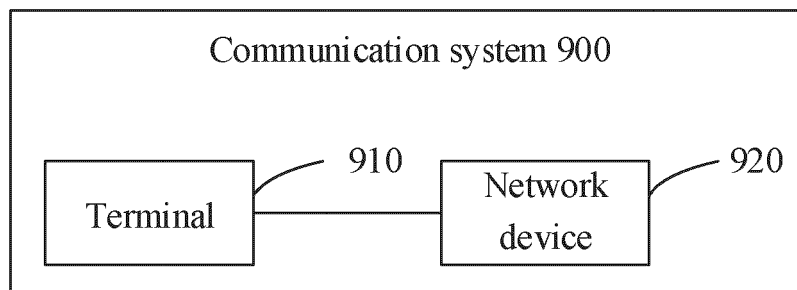 Communication system 900
910
920
Terminal
Network
device